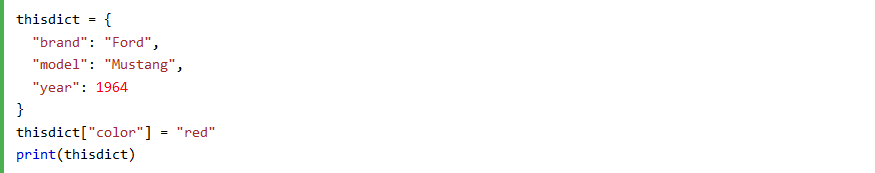 thisdict = {
  "brand": "Ford",
  "model": "Mustang",
  "year": 1964
}
thisdict["color"] = "red"
print(thisdict)